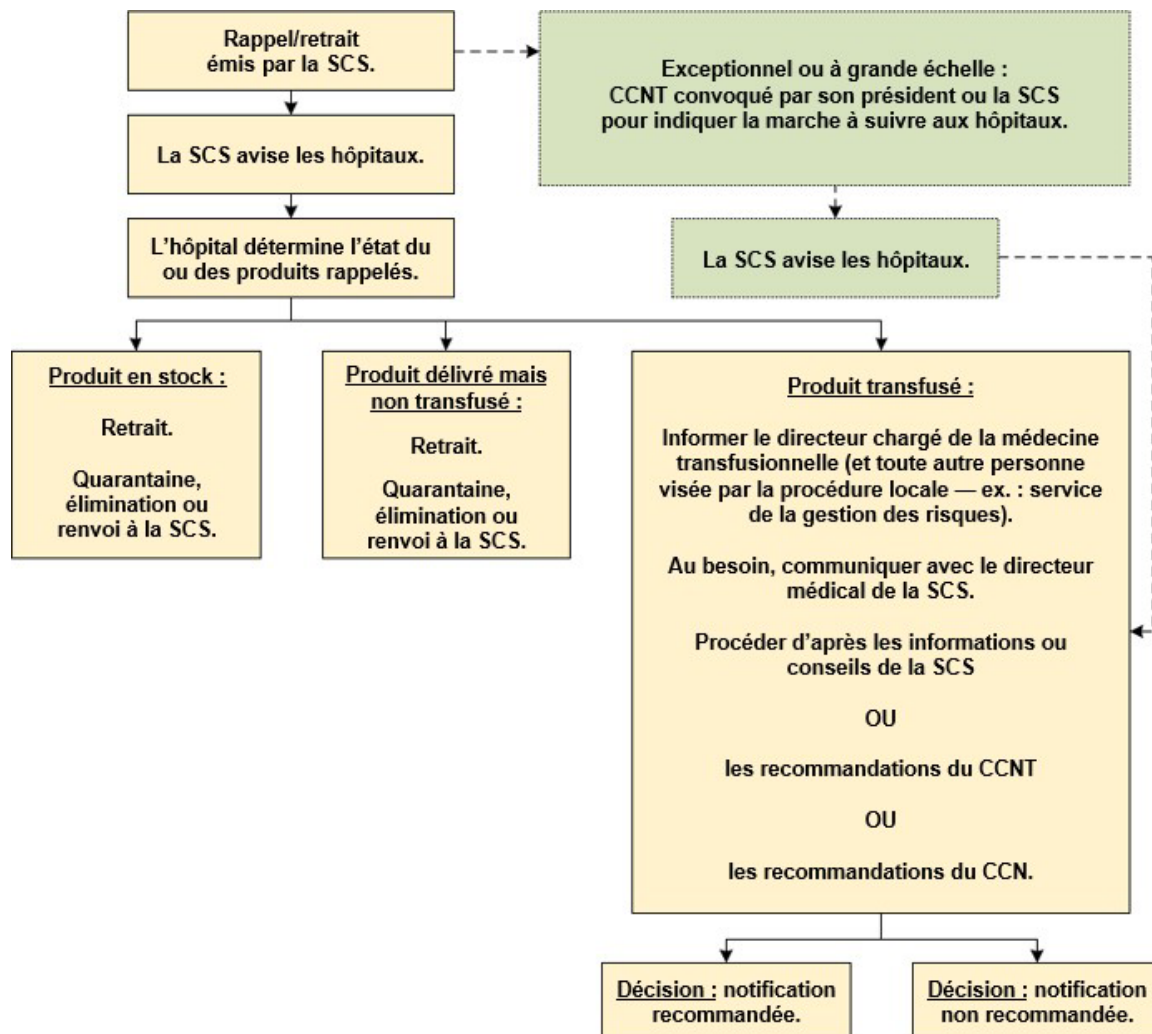 Rappel/retrait
émis par la SCS.
Exceptionnel ou à grande échelle :
CCNT convoqué par son président ou la SCS
pour indiquer la marche à suivre aux hôpitaux.
La SCS avise les hôpitaux.
L'hôpital détermine l'état du
ou des produits rappelés.
La SCS avise les hôpitaux.
Produit en stock :
Retrait.
Quarantaine,
élimination ou
renvoi à la SCS.
Produit délivré mais
non transfusé :
Retrait.
Quarantaine,
élimination ou
renvoi à la SCS.
Produit transfusé :
Informer le directeur chargé de la médecine
transfusionnelle (et toute autre personne
visée par la procédure locale — ex. : service
de la gestion des risques).
Au besoin, communiquer avec le directeur
médical de la SCS.
Procéder d'après les informations ou
conseils de la SCS
OU
les recommandations du CCNT
OU
les recommandations du CCN.
Décision : notification
recommandée.
Décision : notification
non recommandée.